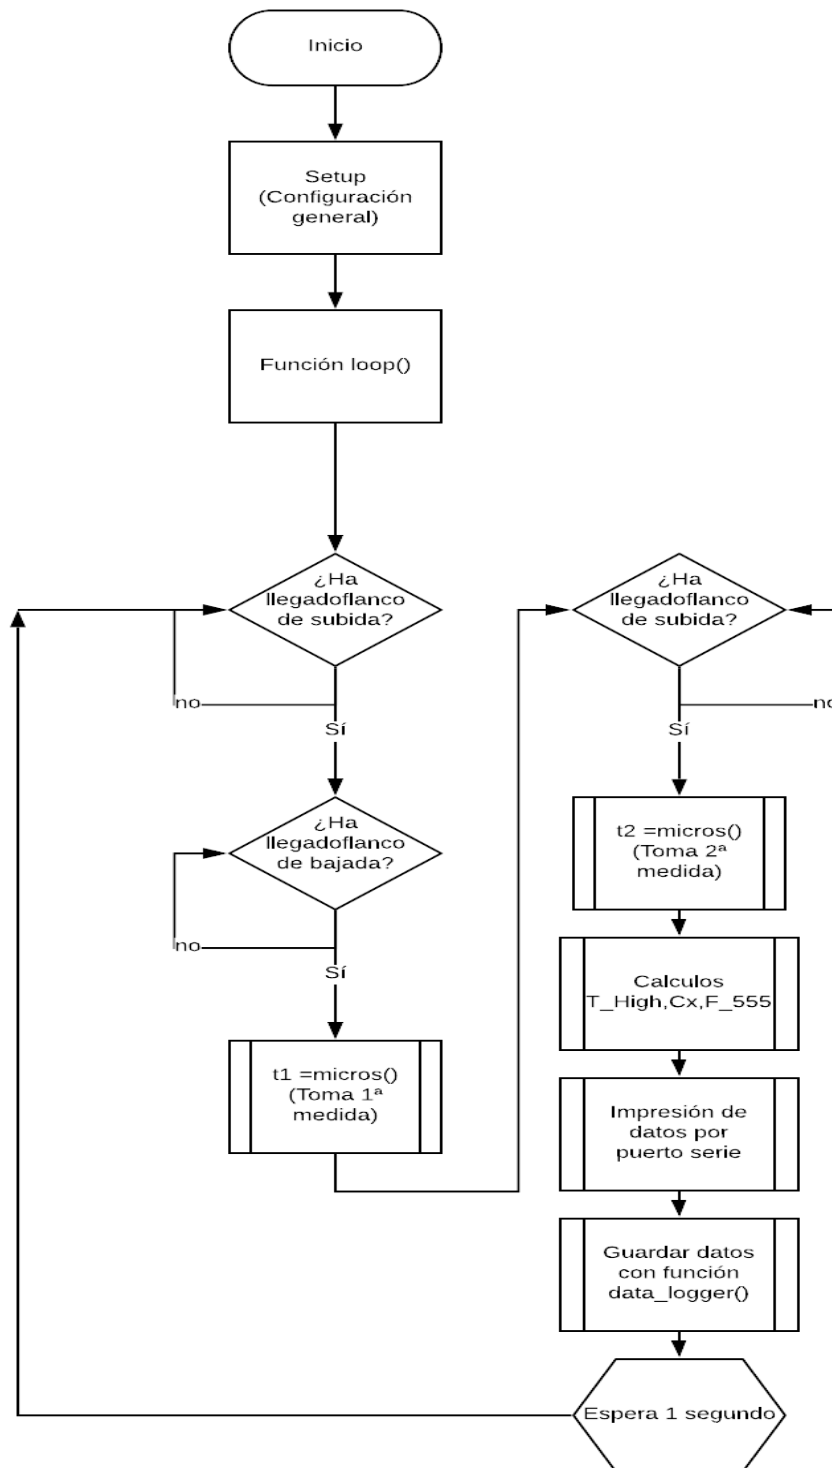 Inicio
Setup
(Configuración
general)
Función loop()
¿Ha
llegadoflanco
de subida?
no
Sí
¿Ha
llegadoflanco
de bajada?
no
Sí
t1 =micros()
(Toma 1ª
medida)
¿Ha
llegadoflanco
de subida?
no
Sí
t2 =micros()
(Toma 2ª
medida)
Calculos
T_High,Cx,F_555
Impresión de
datos por
puerto serie
Guardar datos
con función
data_logger()
Espera 1 segundo